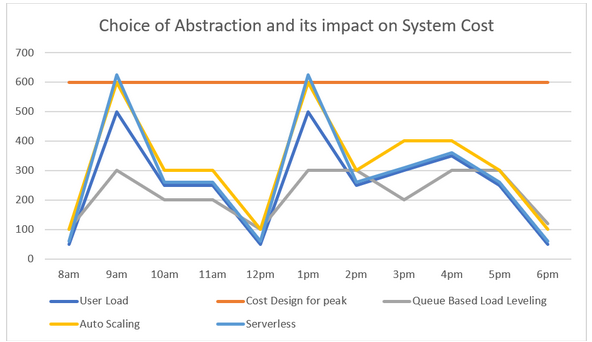 Choice of Abstraction and its impact on System Cost
700
600
500
400
300
200
100
0
8am 9am 10am 11am 12pm 1pm 2pm 3pm 4pm 5pm 6pm
User Load Cost Design for peak Queue Based Load Leveling
Auto Scaling Serverless